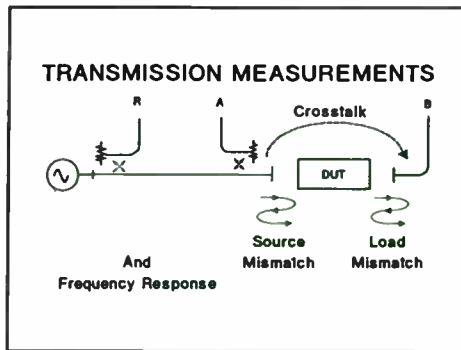 TRANSMISSION MEASUREMENTS
R
A
B
Crosstalk
DUT
Source
Mismatch
Load
Mismatch
And
Frequency Response